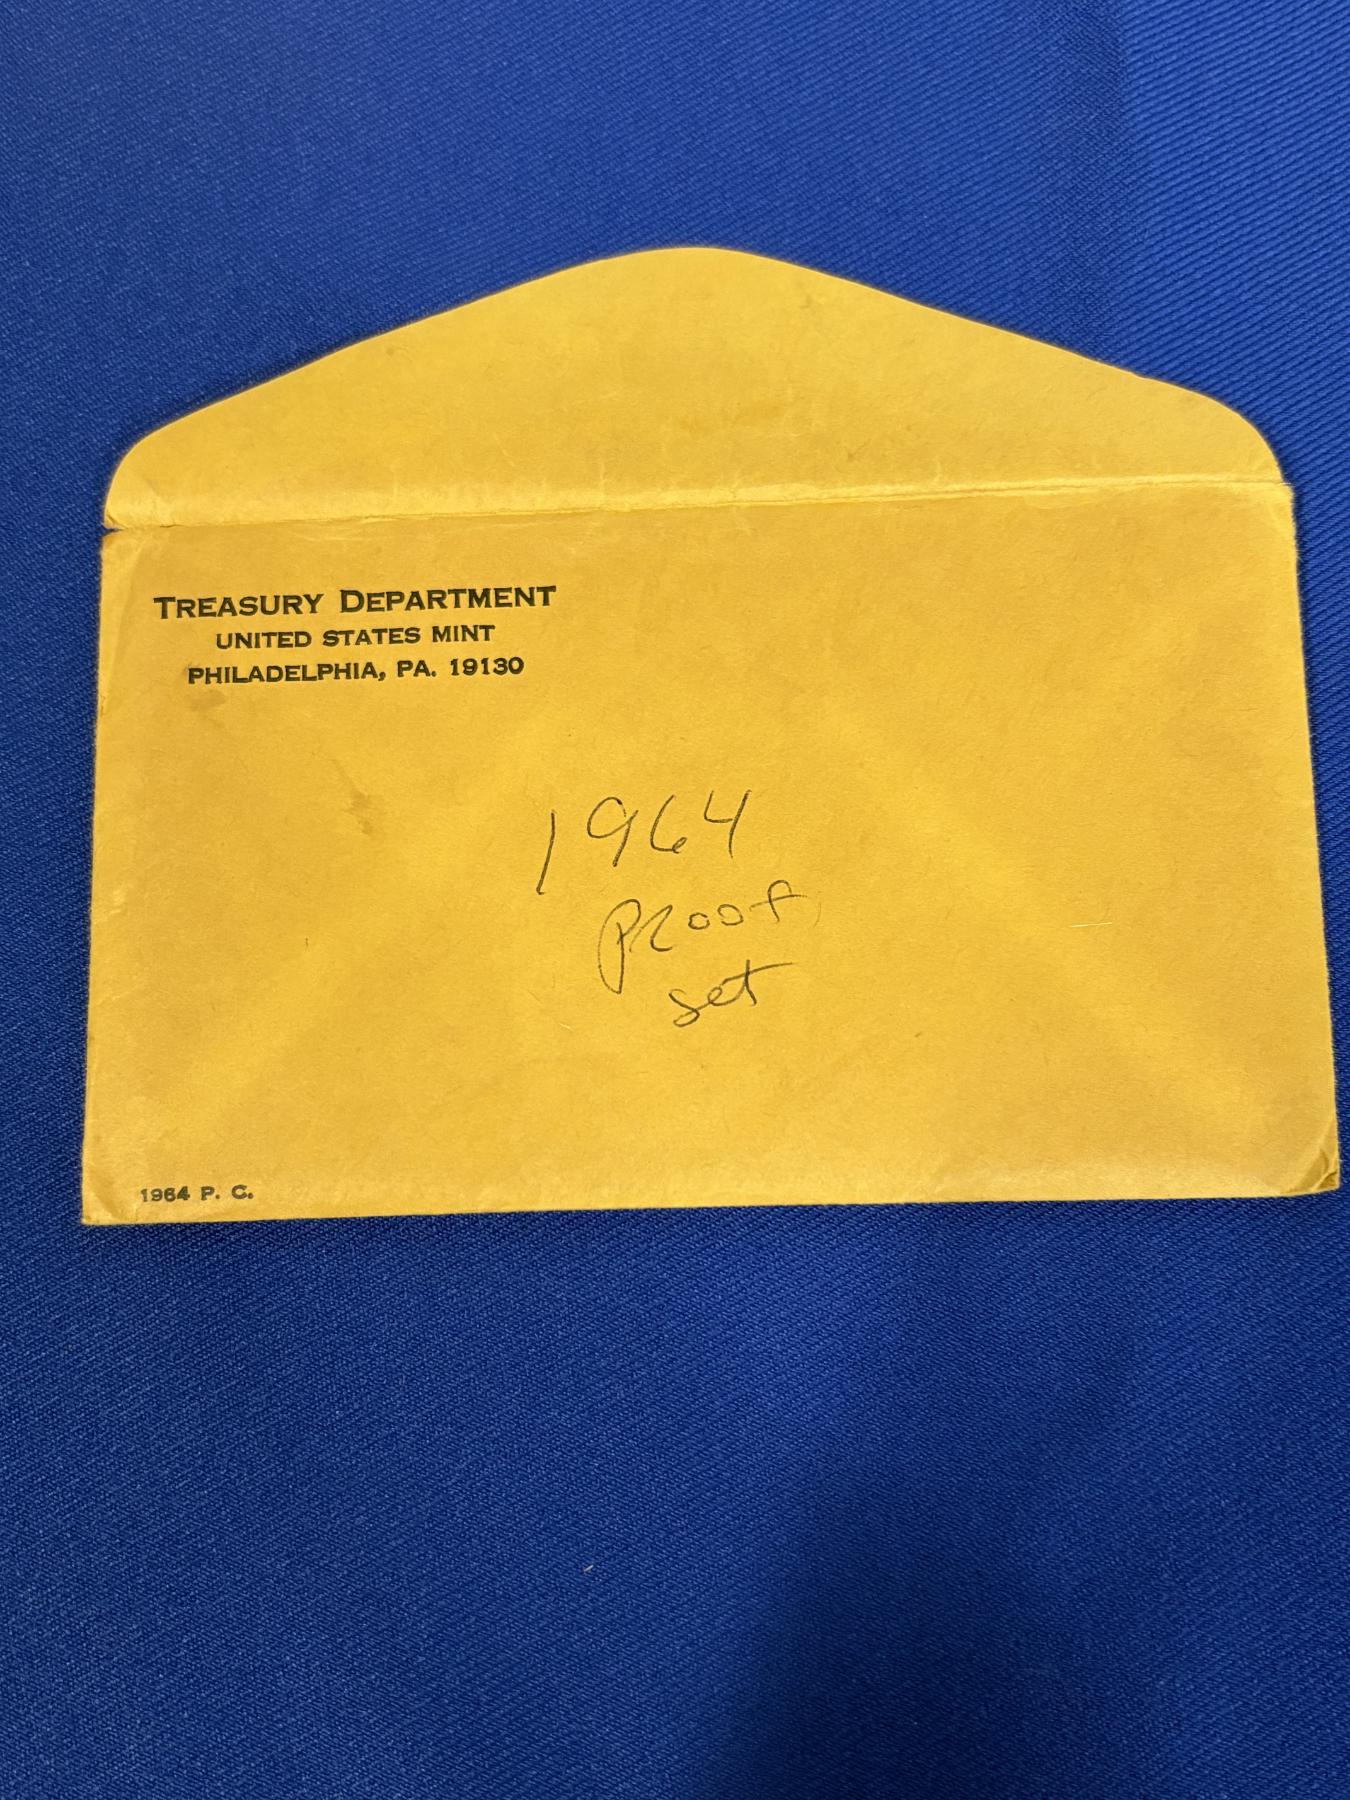 TREASURY DEPARTMENT
UNITED STATES MINT
PHILADELPHIA, PA. 19130
1964
Proof
set
1964 P. C.